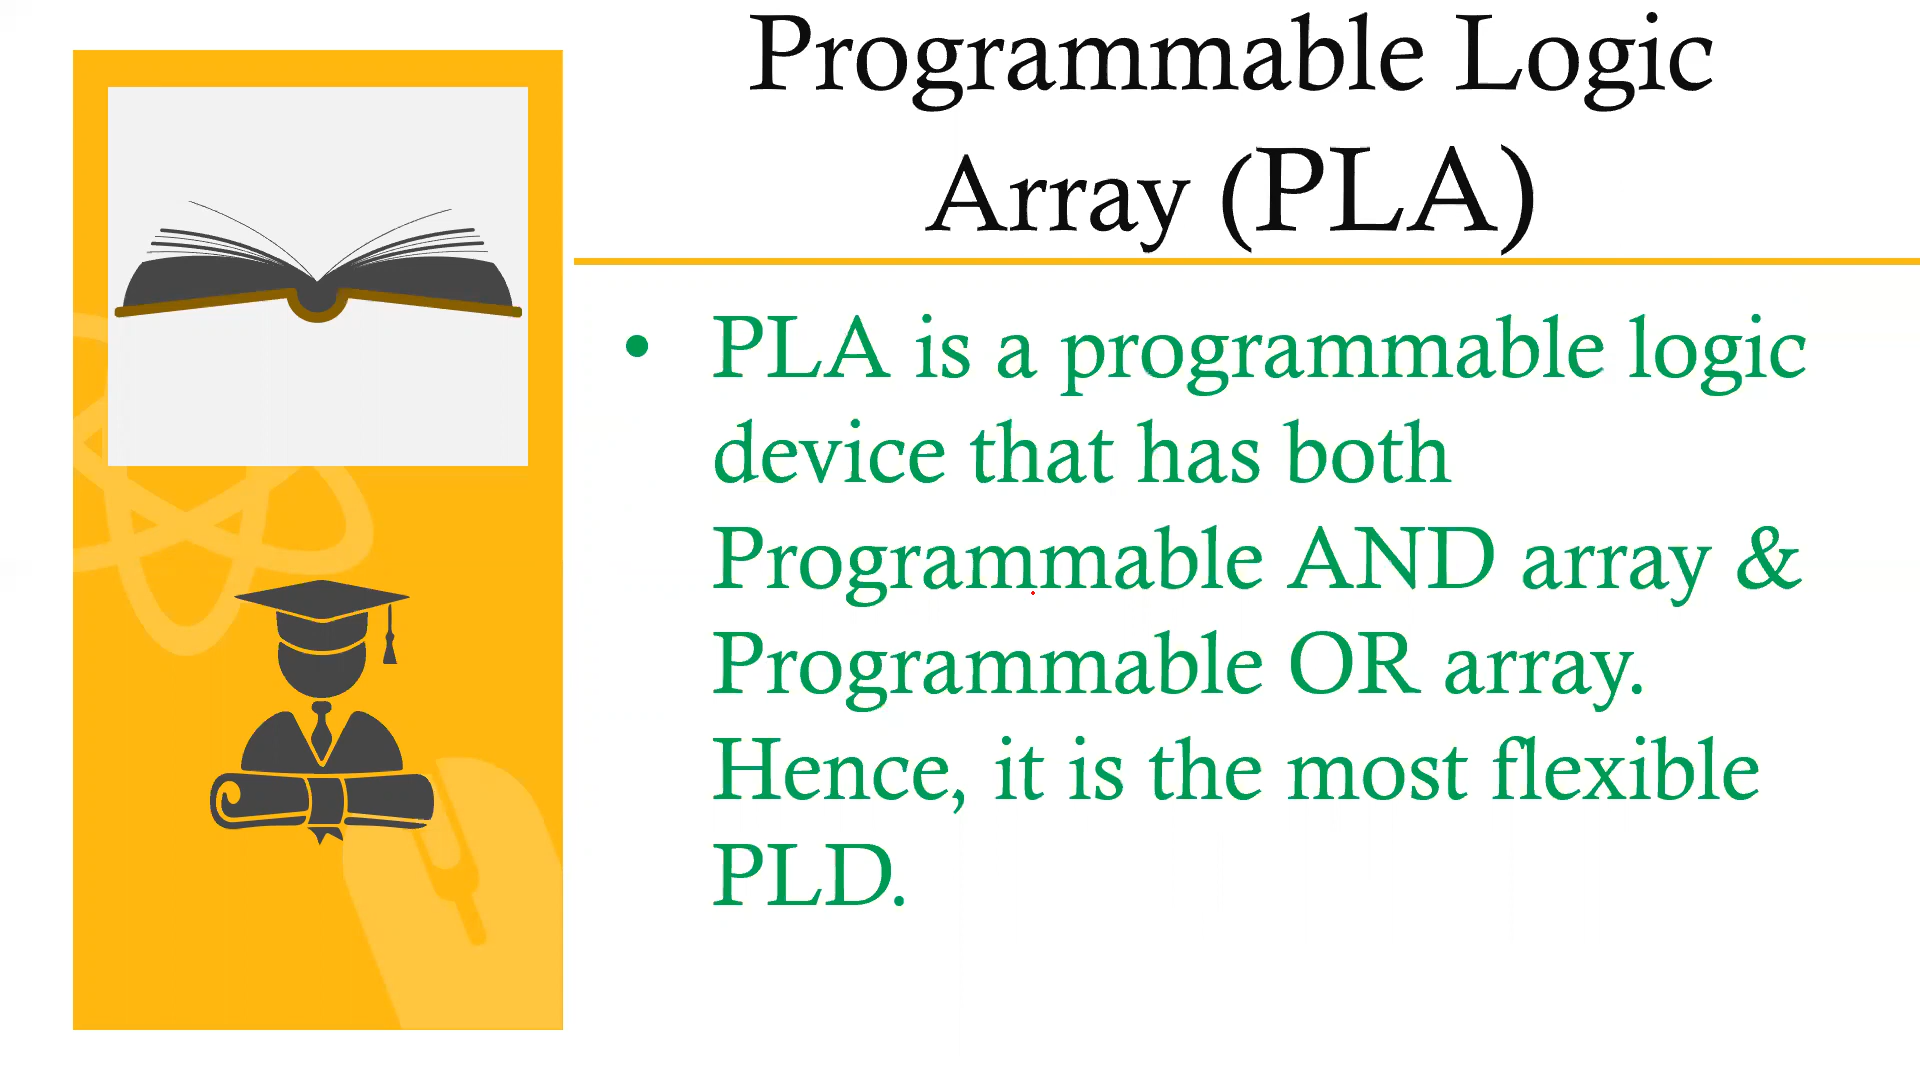 Programmable Logic
Array (PLA)
• PLA is a programmable logic
device that has both
Programmable AND array &
Programmable OR array.
Hence, it is the most flexible
PLD.